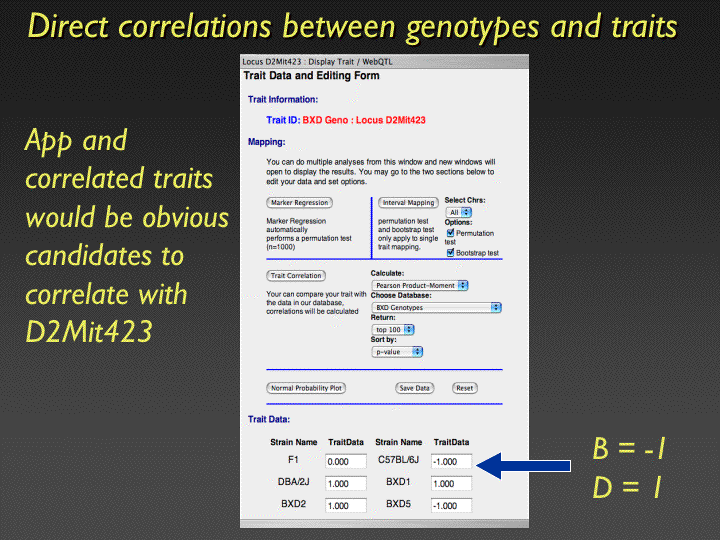 Direct correlations between genotypes and traits
App and
correlated traits
would be obvious
candidates to
correlate with
D2Mit423
Locus D2Mit423 : Display Trait / WebQTL
Trait Data and Editing Form
Trait Information:
Trait ID: BXD Geno : Locus D2Mit423
Mapping:
You can do multiple analyses from this window and new windows will
open to display the results. You may go to the two sections below to
edit your data and set options.
Marker Regression
Marker Regression
automatically
performs a permutation test
(n=1000)
Interval Mapping
permutation test
and bootstrap test
only apply to single
trait mapping.
Select Chrs:
All
Options:
Permutation
test
Bootstrap test
Trait Correlation
Your can compare your trait with
the data in our database,
correlations will be calculated
Calculate:
Pearson Product-Moment
Choose Database:
BXD Genotypes
Return:
top 100
Sort by:
p-value
Normal Probability Plot
Save Data
Reset
Trait Data:
Strain Name TraitData Strain Name TraitData
F1 0.000 C57BL/6J -1.000
DBA/2J 1.000 BXD1 1.000
BXD2 1.000 BXD5 -1.000
B = -1
D = 1